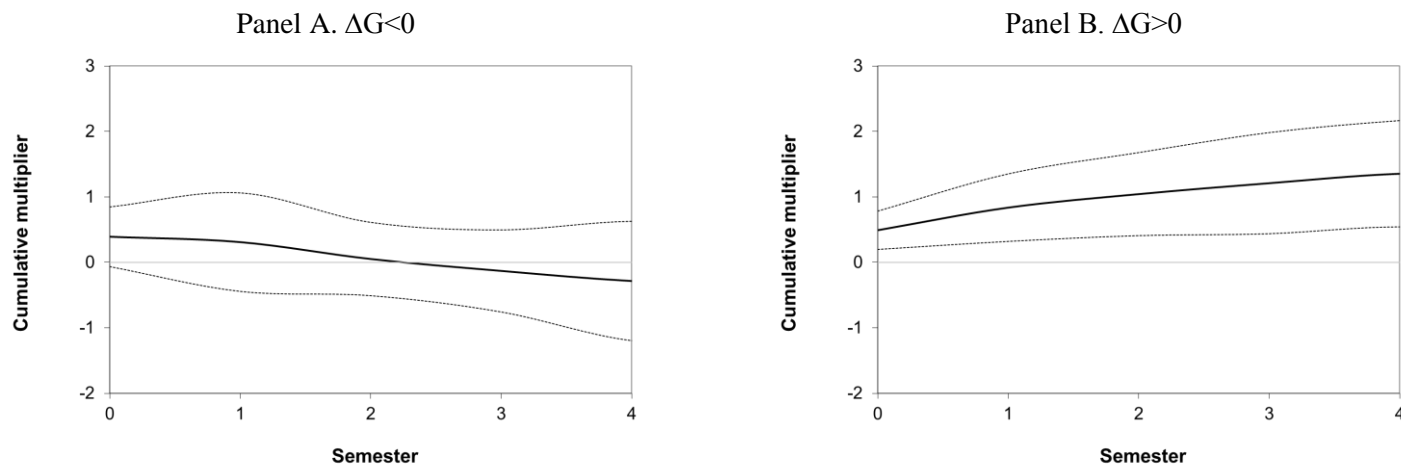 Panel A. ΔG<0
3
2
1
0
-1
-2
0 1 2 3 4
Cumulative multiplier
Semester
Panel B. ΔG>0
3
2
1
0
-1
-2
0 1 2 3 4
Cumulative multiplier
Semester